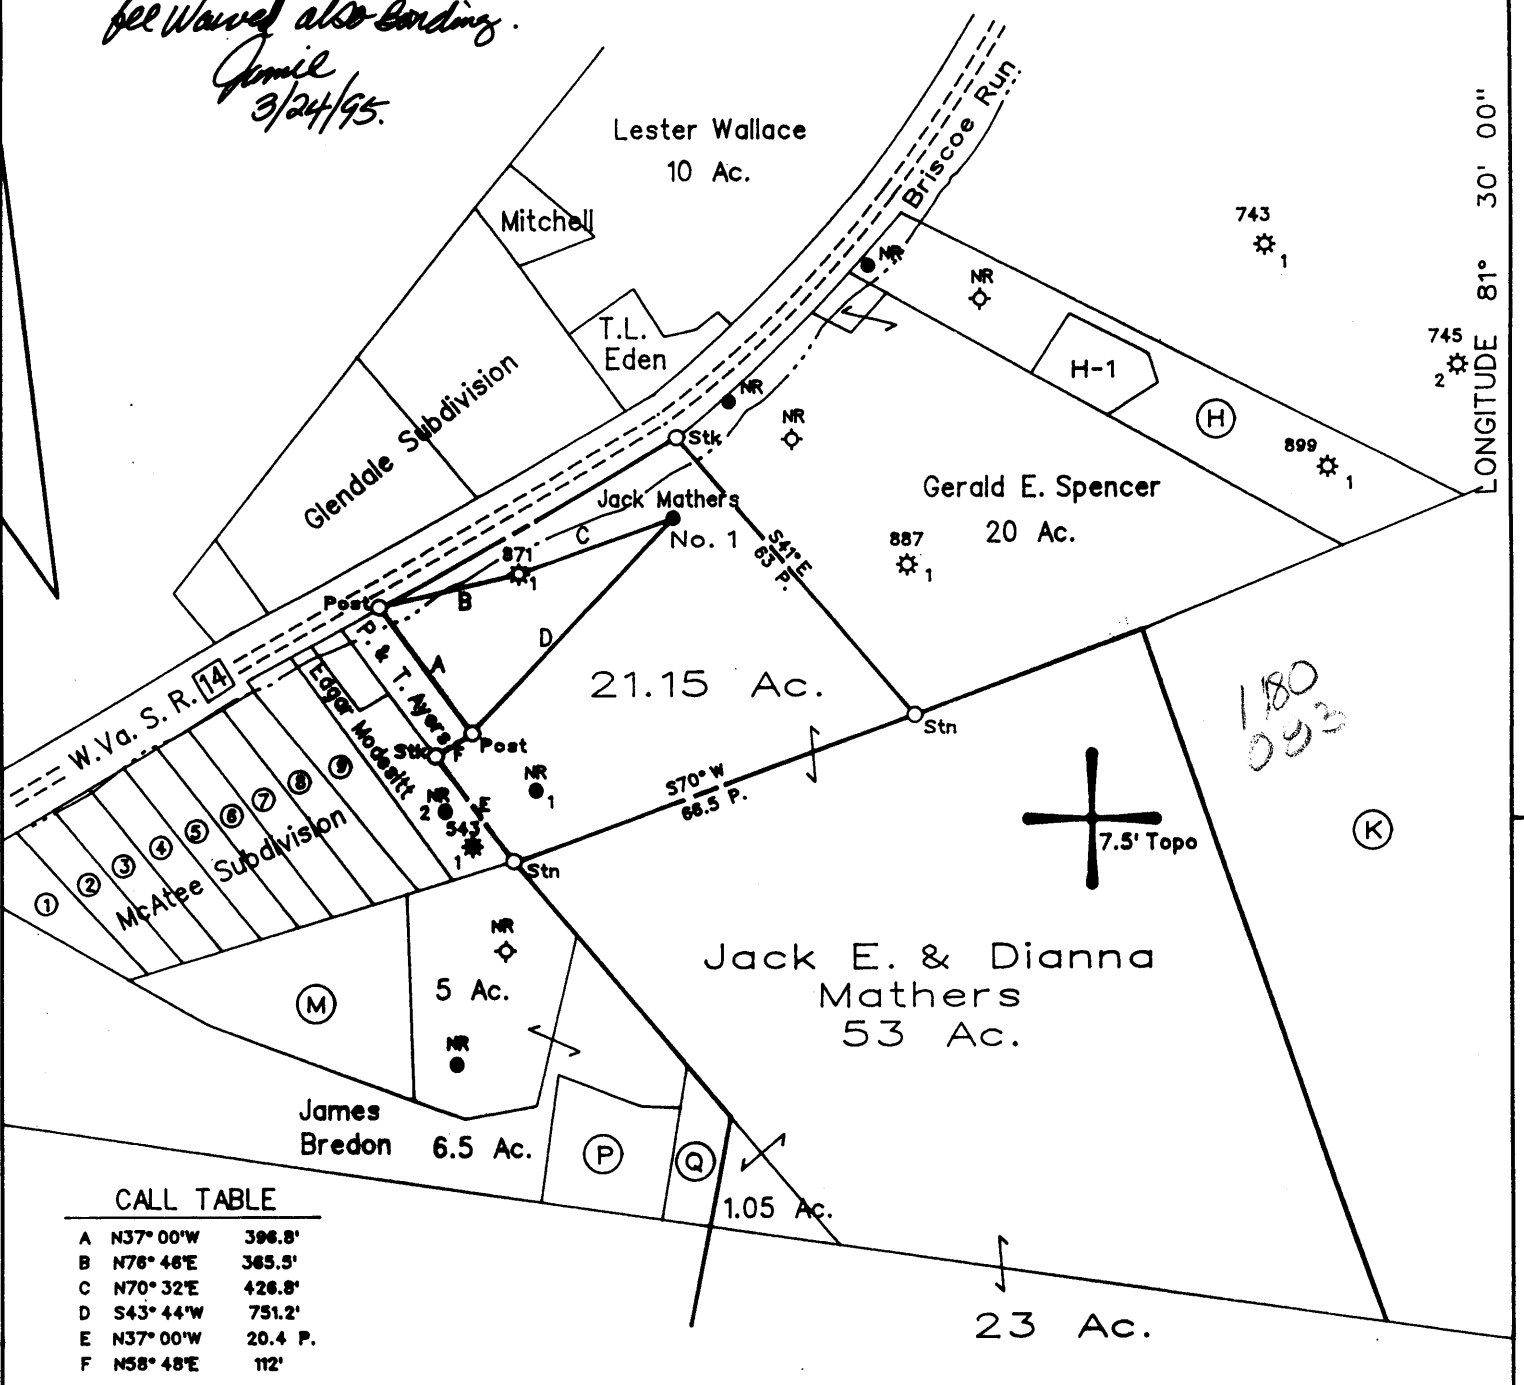 fee Waived also bonding.
Jamie
3/24/95.
Lester Wallace
10 Ac.
Briscoe Run
Mitchell
T.L.
Eden
Glendale Subdivision
NR
NR
743
1
745
2
LONGITUDE 81° 30' 00"
H-1
H
899
1
NR
NR
Stk
Gerald E. Spencer
20 Ac.
887
1
Jack Mathers
No. 1
C
871
1
B
D
S41° E
63 P.
Post
P. & T. Ayers
A
21.15 Ac.
W.Va. S. R. 14
Edgar Modesitt
Stk
F
Post
Stn
S70° W
68.5 P.
NR
1
NR
2
E
543
1
Stn
1
2
3
4
5
6
7
8
9
McAtee Subdivision
7.5' Topo
K
NR
5 Ac.
M
NR
Jack E. & Dianna
Mathers
53 Ac.
James
Bredon 6.5 Ac.
P
Q
1.05 Ac.
23 Ac.
CALL TABLE
A N37° 00'W 396.8'
B N76° 46'E 365.5'
C N70° 32'E 426.8'
D S43° 44'W 751.2'
E N37° 00'W 20.4 P.
F N58° 48'E 112'